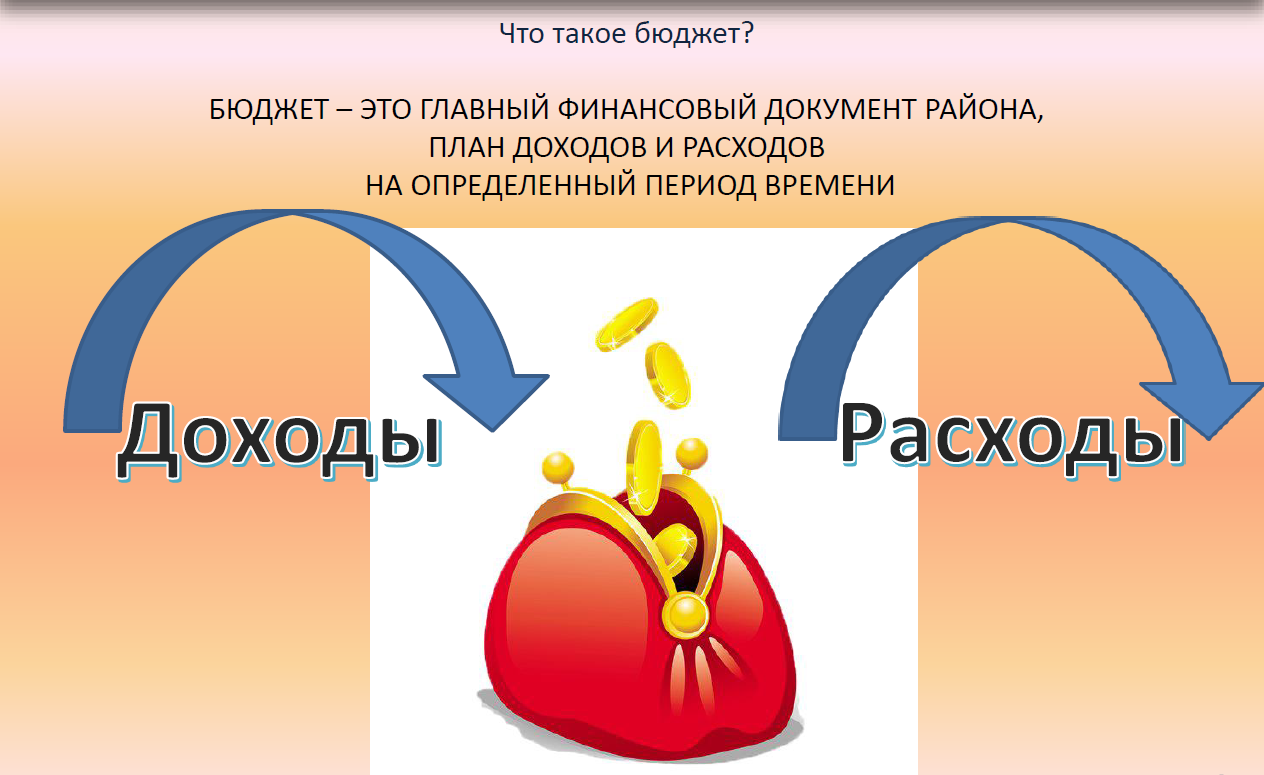 Что такое бюджет?
БЮДЖЕТ – ЭТО ГЛАВНЫЙ ФИНАНСОВЫЙ ДОКУМЕНТ РАЙОНА,
ПЛАН ДОХОДОВ И РАСХОДОВ
НА ОПРЕДЕЛЕННЫЙ ПЕРИОД ВРЕМЕНИ
Доходы
Расходы